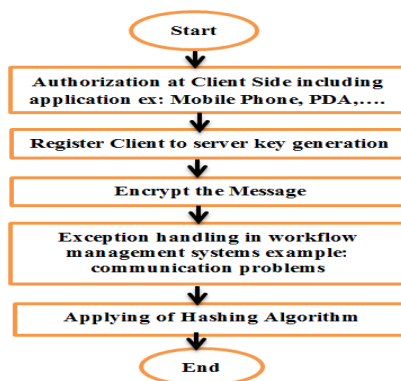 Start
Authorization at Client Side including
application ex: Mobile Phone, PDA,....
Register Client to server key generation
Encrypt the Message
Exception handling in workflow
management systems example:
communication problems
Applying of Hashing Algorithm
End